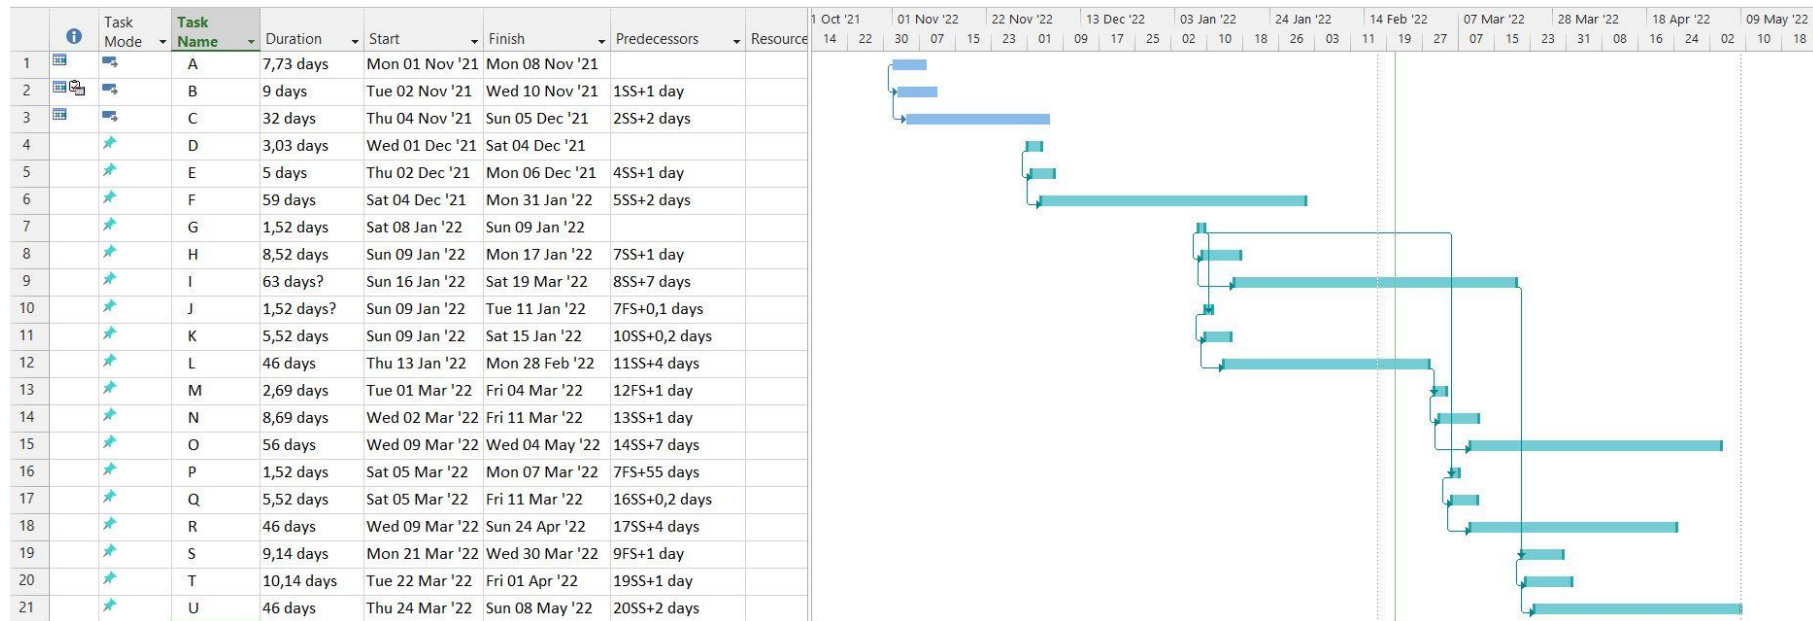 Task Mode Task Name Duration Start Finish Predecessors Resource
1 Oct '21 01 Nov '22 22 Nov '22 13 Dec '22 03 Jan '22 24 Jan '22 14 Feb '22 07 Mar '22 28 Mar '22 18 Apr '22 09 May '22
14 22 30 07 15 23 01 09 17 25 02 10 18 26 03 11 19 27 07 15 23 31 08 16 24 02 10 18
1 A 7,73 days Mon 01 Nov '21 Mon 08 Nov '21
2 B 9 days Tue 02 Nov '21 Wed 10 Nov '21 1SS+1 day
3 C 32 days Thu 04 Nov '21 Sun 05 Dec '21 2SS+2 days
4 D 3,03 days Wed 01 Dec '21 Sat 04 Dec '21
5 E 5 days Thu 02 Dec '21 Mon 06 Dec '21 4SS+1 day
6 F 59 days Sat 04 Dec '21 Mon 31 Jan '22 5SS+2 days
7 G 1,52 days Sat 08 Jan '22 Sun 09 Jan '22
8 H 8,52 days Sun 09 Jan '22 Mon 17 Jan '22 7SS+1 day
9 I 63 days? Sun 16 Jan '22 Sat 19 Mar '22 8SS+7 days
10 J 1,52 days? Sun 09 Jan '22 Tue 11 Jan '22 7FS+0,1 days
11 K 5,52 days Sun 09 Jan '22 Sat 15 Jan '22 10SS+0,2 days
12 L 46 days Thu 13 Jan '22 Mon 28 Feb '22 11SS+4 days
13 M 2,69 days Tue 01 Mar '22 Fri 04 Mar '22 12FS+1 day
14 N 8,69 days Wed 02 Mar '22 Fri 11 Mar '22 13SS+1 day
15 O 56 days Wed 09 Mar '22 Wed 04 May '22 14SS+7 days
16 P 1,52 days Sat 05 Mar '22 Mon 07 Mar '22 7FS+55 days
17 Q 5,52 days Sat 05 Mar '22 Fri 11 Mar '22 16SS+0,2 days
18 R 46 days Wed 09 Mar '22 Sun 24 Apr '22 17SS+4 days
19 S 9,14 days Mon 21 Mar '22 Wed 30 Mar '22 9FS+1 day
20 T 10,14 days Tue 22 Mar '22 Fri 01 Apr '22 19SS+1 day
21 U 46 days Thu 24 Mar '22 Sun 08 May '22 20SS+2 days